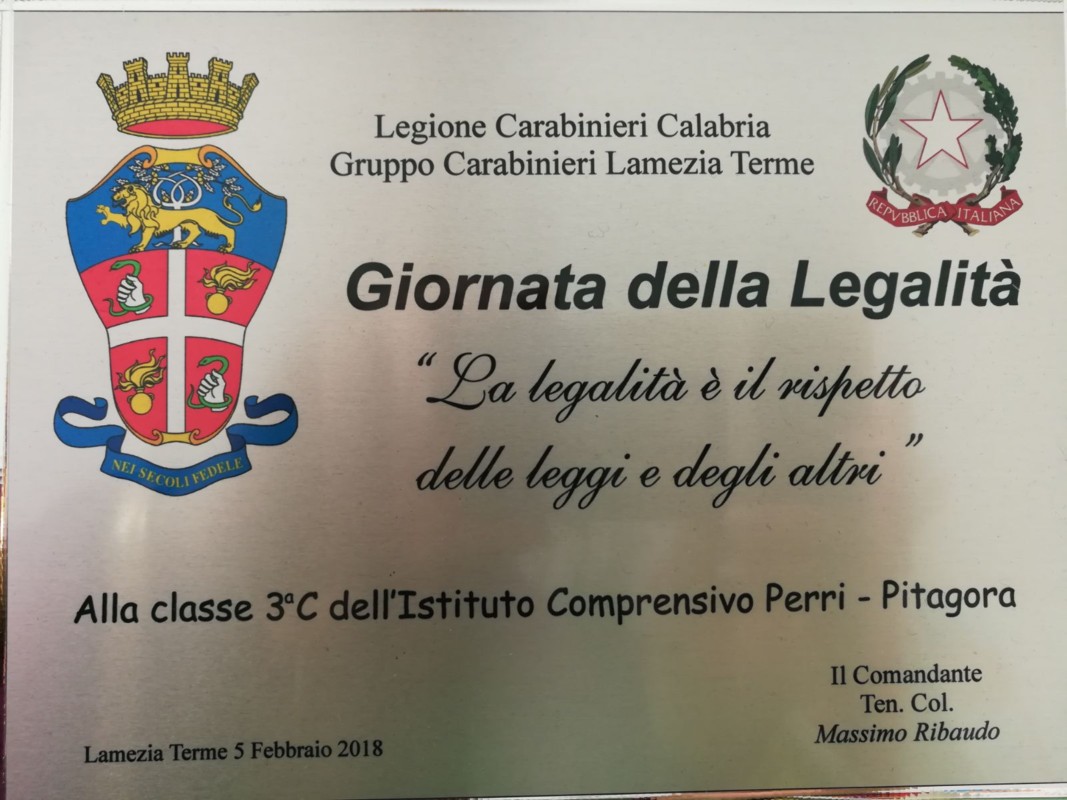 Legione Carabinieri Calabria
Gruppo Carabinieri Lamezia Terme
REPVBBLICA ITALIANA
Giornata della Legalità
“ La legalità è il rispetto
delle leggi e degli altri ”
NEI SECOLI FEDELE
Alla classe 3ªC dell'Istituto Comprensivo Perri - Pitagora
Il Comandante
Ten. Col.
Massimo Ribaudo
Lamezia Terme 5 Febbraio 2018